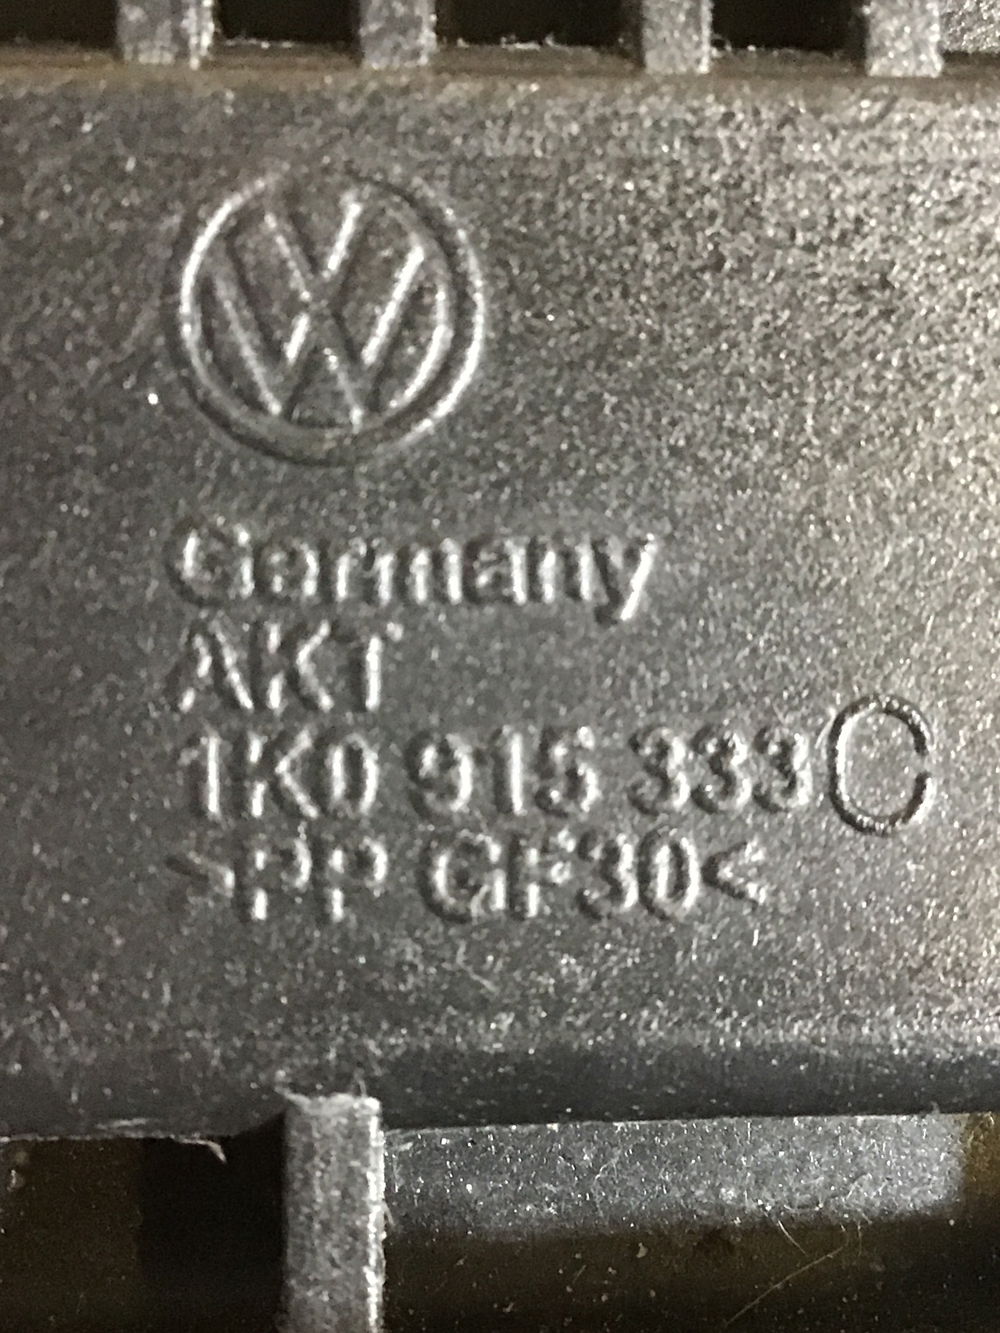 Germany
AKT
1K0 915 333 C
>PP GF30<